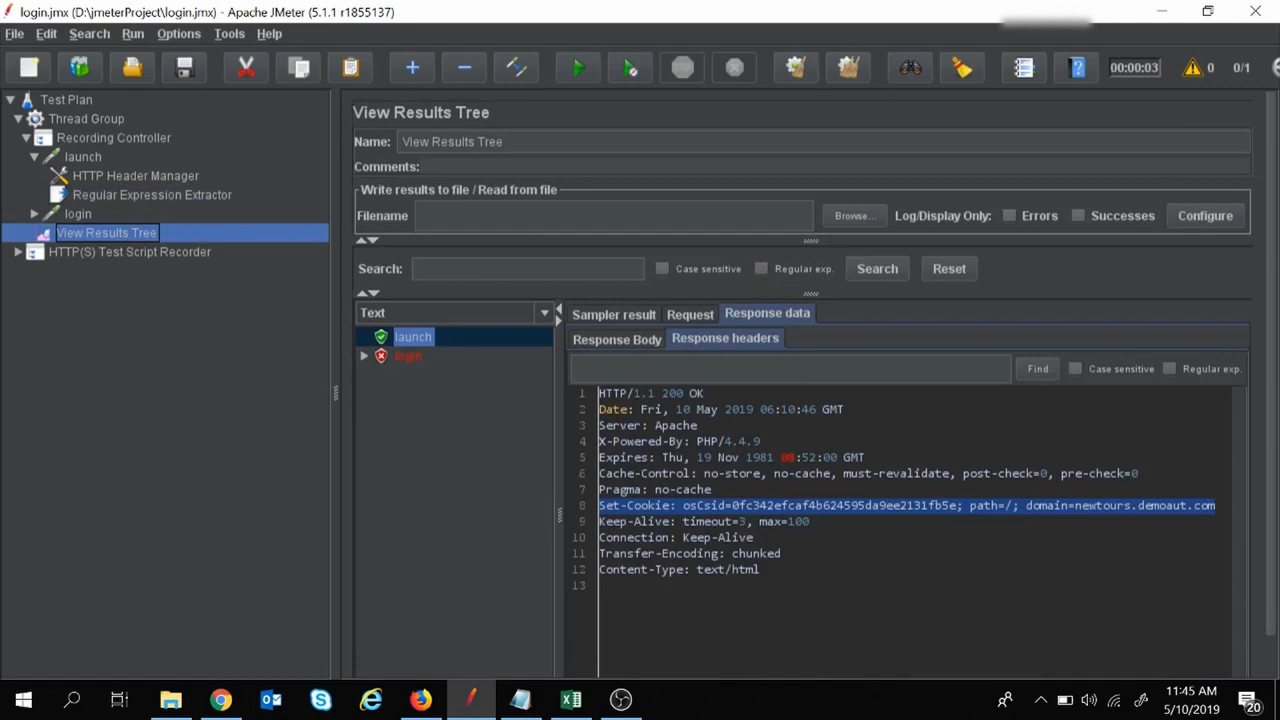 login.jmx (D:\jmeterProject\login.jmx) - Apache JMeter (5.1.1 r1855137)
File Edit Search Run Options Tools Help
00:00:03 0 0/1
Test Plan
Thread Group
Recording Controller
launch
HTTP Header Manager
Regular Expression Extractor
login
View Results Tree
HTTP(S) Test Script Recorder
View Results Tree
Name: View Results Tree
Comments:
Write results to file / Read from file
Filename Browse... Log/Display Only: Errors Successes Configure
Search: Case sensitive Regular exp. Search Reset
Text
launch
login
Sampler result Request Response data
Response Body Response headers
Find Case sensitive Regular exp.
1 HTTP/1.1 200 OK
2 Date: Fri, 10 May 2019 06:10:46 GMT
3 Server: Apache
4 X-Powered-By: PHP/4.4.9
5 Expires: Thu, 19 Nov 1981 08:52:00 GMT
6 Cache-Control: no-store, no-cache, must-revalidate, post-check=0, pre-check=0
7 Pragma: no-cache
8 Set-Cookie: osCsid=0fc342efcaf4b624595da9ee2131fb5e; path=/; domain=newtours.demoaut.com
9 Keep-Alive: timeout=3, max=100
10 Connection: Keep-Alive
11 Transfer-Encoding: chunked
12 Content-Type: text/html
13
11:45 AM
5/10/2019
20